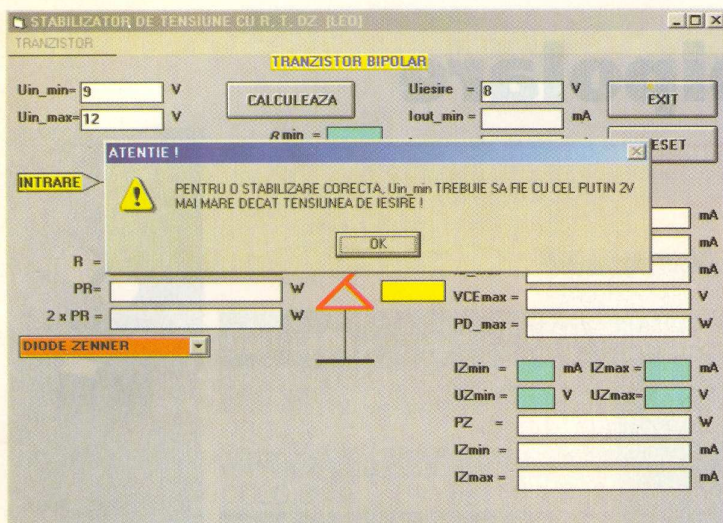 STABILIZATOR DE TENSIUNE CU R, T, DZ [LED]
TRANZISTOR
TRANZISTOR BIPOLAR
Uin_min= 9 V
CALCULEAZA
Uiesire = 8 V
EXIT
Uin_max= 12 V
Iout_min = mA
Rmin =
ESET
ATENTIE !
INTRARE
PENTRU O STABILIZARE CORECTA, Uin_min TREBUIE SA FIE CU CEL PUTIN 2V
MAI MARE DECAT TENSIUNEA DE IESIRE !
OK
mA
mA
R =
mA
PR= W
VCEmax = V
2 x PR = W
PD_max = W
DIODE ZENNER
IZmin = mA IZmax = mA
UZmin = V UZmax= V
PZ = W
IZmin = mA
IZmax = mA